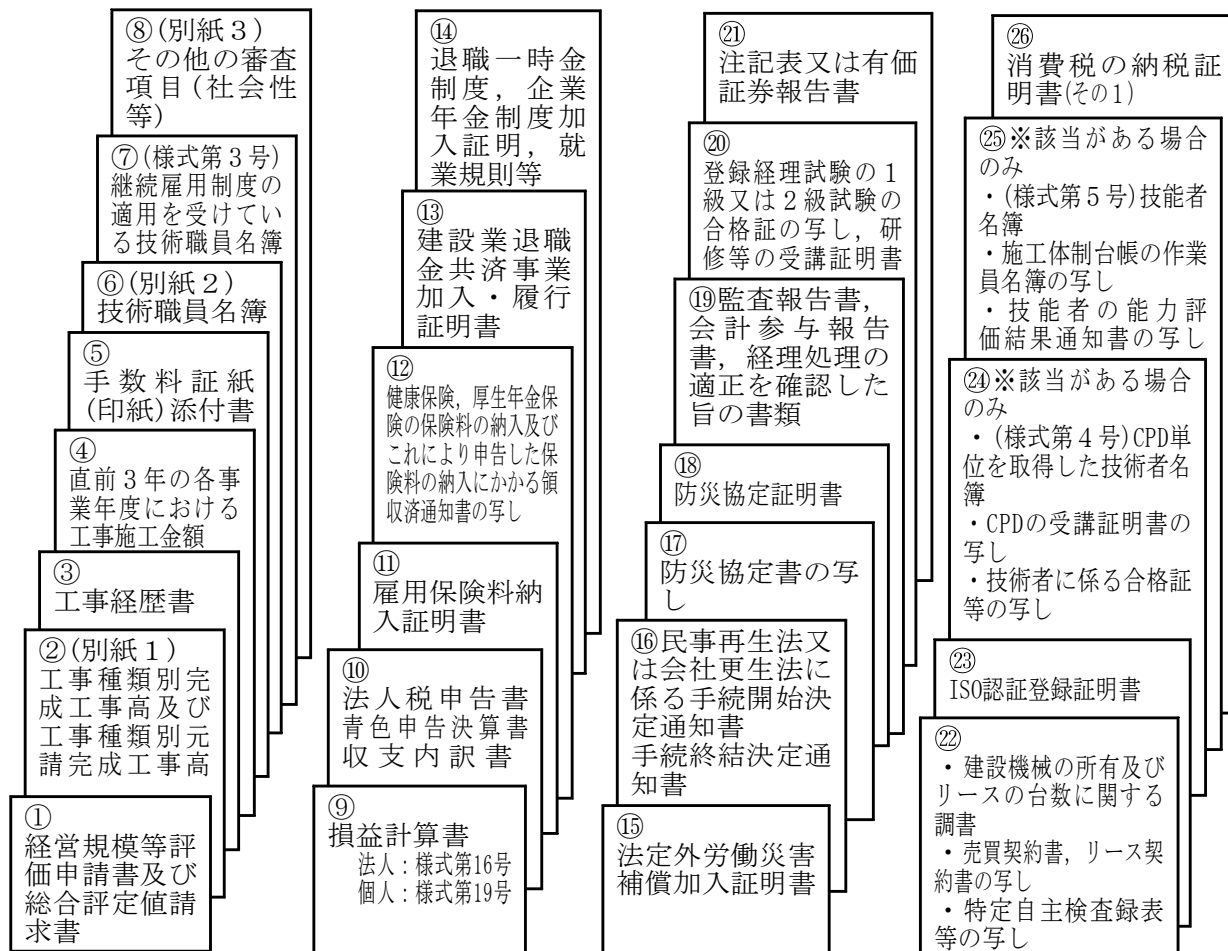 ⑧(別紙3)
その他の審査
項目(社会性
等)
⑦(様式第3号)
継続雇用制度の
適用を受けてい
る技術職員名簿
⑥(別紙2)
技術職員名簿
⑤
手数料証紙
(印紙)添付書
④
直前3年の各事
業年度における
工事施工金額
③
工事経歴書
②(別紙1)
工事種類別完
成工事高及び
工事種類別元
請完成工事高
①
経営規模等評
価申請書及び
総合評定値請
求書
⑭
退職一時金
制度，企業
年金制度加
入証明，就
業規則等
⑬
建設業退職
金共済事業
加入・履行
証明書
⑫
健康保険，厚生年金保
険の保険料の納入及び
これにより申告した保
険料の納入にかかる領
収済通知書の写し
⑪
雇用保険料納
入証明書
⑩
法人税申告書
青色申告決算書
収支内訳書
⑨
損益計算書
法人：様式第16号
個人：様式第19号
㉑
注記表又は有価
証券報告書
⑳
登録経理試験の1
級又は2級試験の
合格証の写し，研
修等の受講証明書
⑲監査報告書，
会計参与報告
書，経理処理の
適正を確認した
旨の書類
⑱
防災協定証明書
⑰
防災協定書の写
し
⑯民事再生法又
は会社更生法に
係る手続開始決
定通知書
手続終結決定通
知書
⑮
法定外労働災害
補償加入証明書
㉖
消費税の納税証
明書(その1)
㉕※該当がある場合
のみ
・(様式第5号)技能者
名簿
・施工体制台帳の作業
員名簿の写し
・技能者の能力評
価結果通知書の写し
㉔※該当がある場合
のみ
・(様式第4号)CPD単
位を取得した技術者名
簿
・CPDの受講証明書の
写し
・技術者に係る合格証
等の写し
㉓
ISO認証登録証明書
㉒
・建設機械の所有及び
リースの台数に関する
調書
・売買契約書，リース契
約書の写し
・特定自主検査録表
等の写し